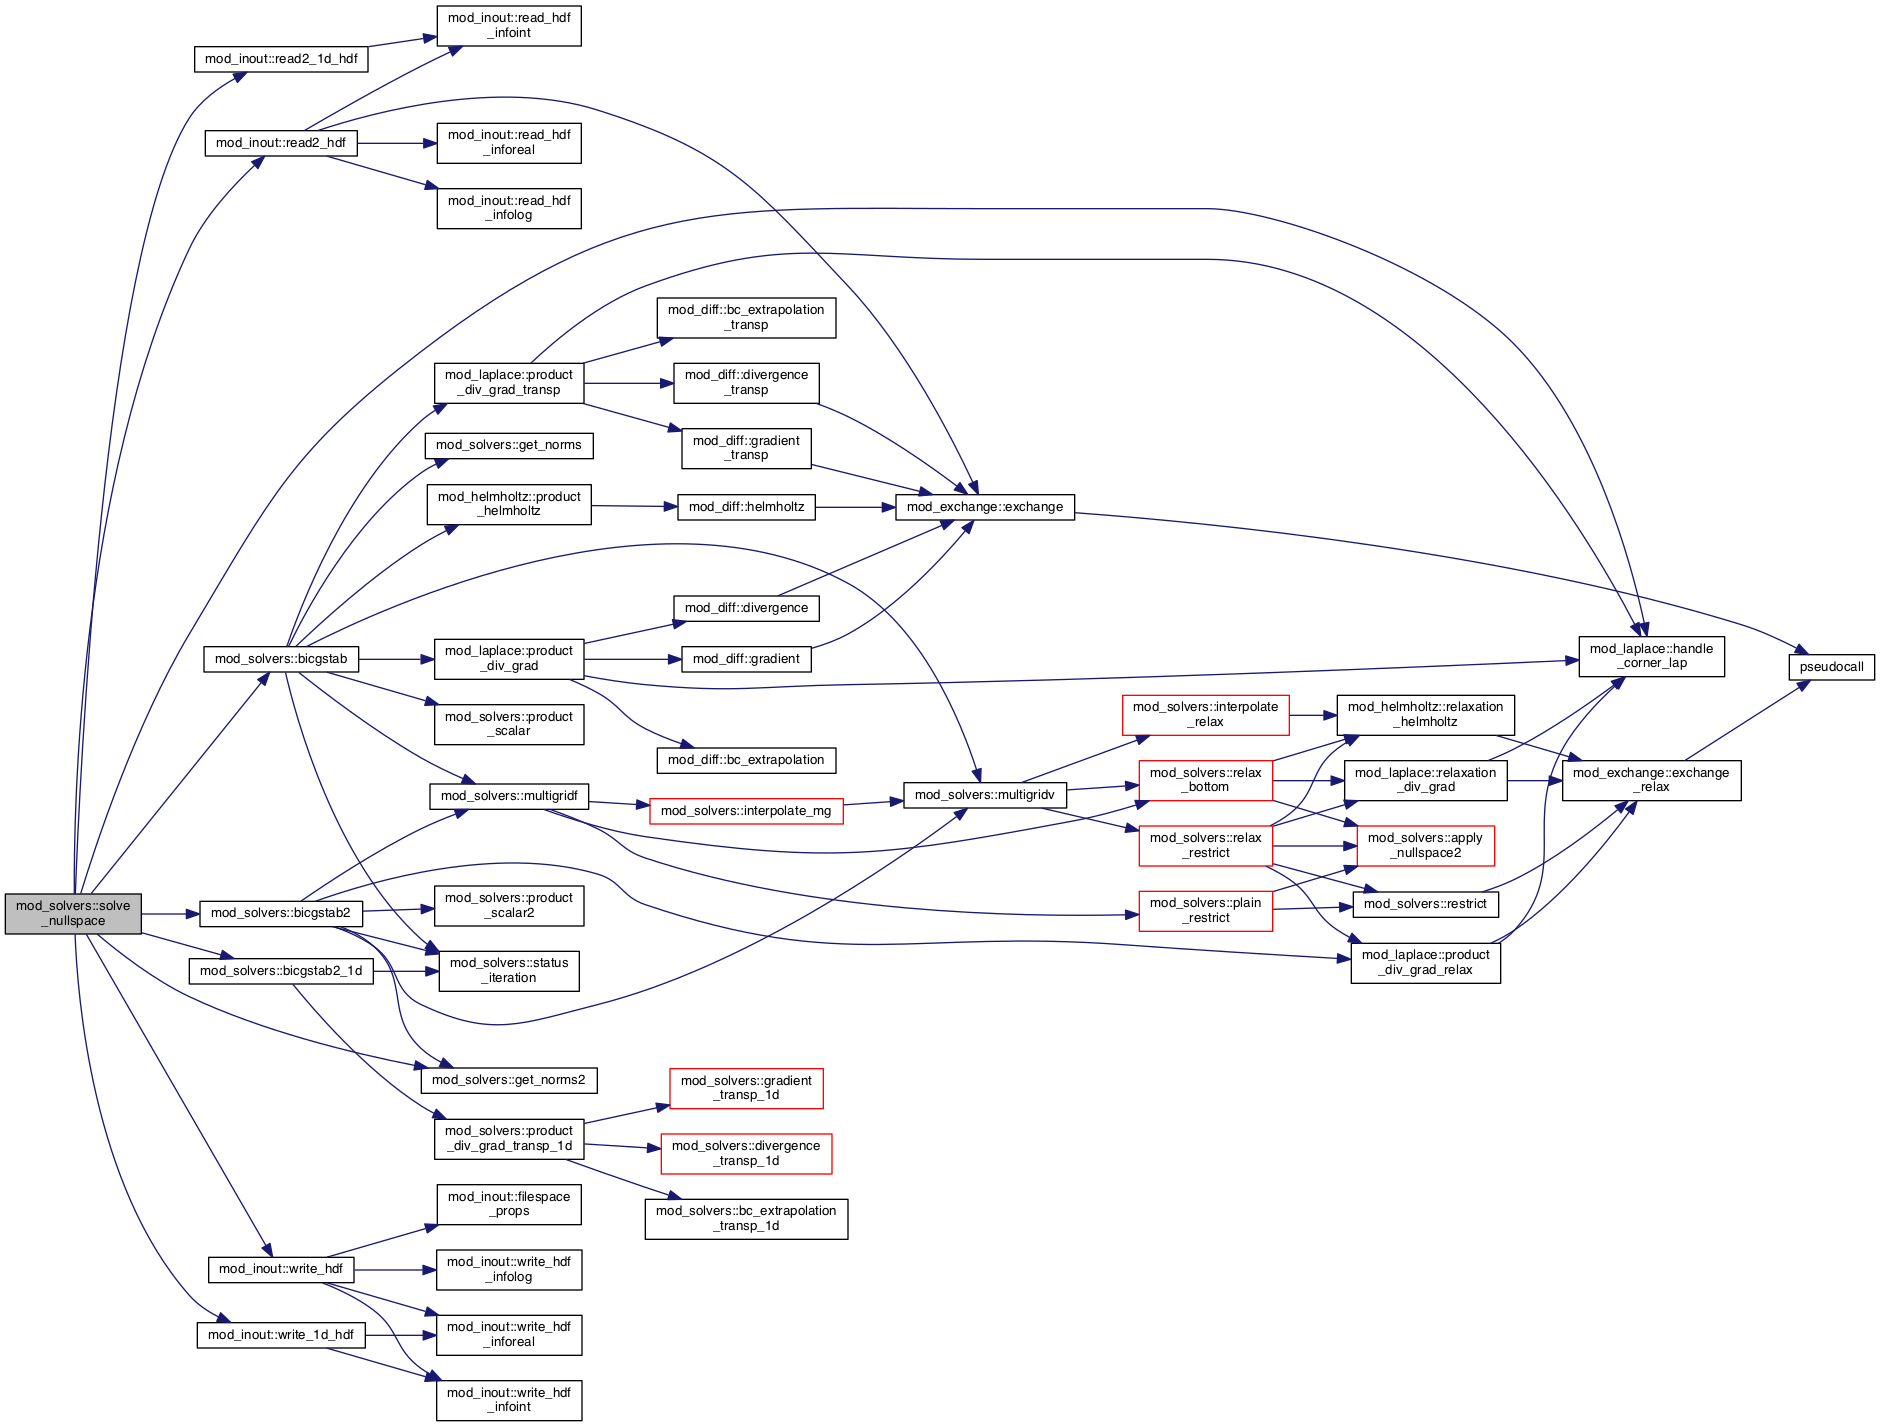 mod_inout::read_hdf
_infoint
mod_inout::read2_1d_hdf
mod_inout::read2_hdf
mod_inout::read_hdf
_inforeal
mod_inout::read_hdf
_infolog
mod_diff::bc_extrapolation
_transp
mod_laplace::product
_div_grad_transp
mod_diff::divergence
_transp
mod_solvers::get_norms
mod_diff::gradient
_transp
mod_helmholtz::product
_helmholtz
mod_diff::helmholtz
mod_exchange::exchange
mod_diff::divergence
mod_solvers::bicgstab
mod_laplace::product
_div_grad
mod_diff::gradient
mod_laplace::handle
_corner_lap
pseudocall
mod_solvers::product
_scalar
mod_diff::bc_extrapolation
mod_solvers::interpolate
_relax
mod_helmholtz::relaxation
_helmholtz
mod_solvers::multigridf
mod_solvers::interpolate_mg
mod_solvers::multigridv
mod_solvers::relax
_bottom
mod_laplace::relaxation
_div_grad
mod_exchange::exchange
_relax
mod_solvers::relax
_restrict
mod_solvers::apply
_nullspace2
mod_solvers::solve
_nullspace
mod_solvers::bicgstab2
mod_solvers::product
_scalar2
mod_solvers::plain
_restrict
mod_solvers::restrict
mod_solvers::bicgstab2_1d
mod_solvers::status
_iteration
mod_laplace::product
_div_grad_relax
mod_solvers::get_norms2
mod_solvers::gradient
_transp_1d
mod_solvers::product
_div_grad_transp_1d
mod_solvers::divergence
_transp_1d
mod_solvers::bc_extrapolation
_transp_1d
mod_inout::filespace
_props
mod_inout::write_hdf
mod_inout::write_hdf
_infolog
mod_inout::write_1d_hdf
mod_inout::write_hdf
_inforeal
mod_inout::write_hdf
_infoint